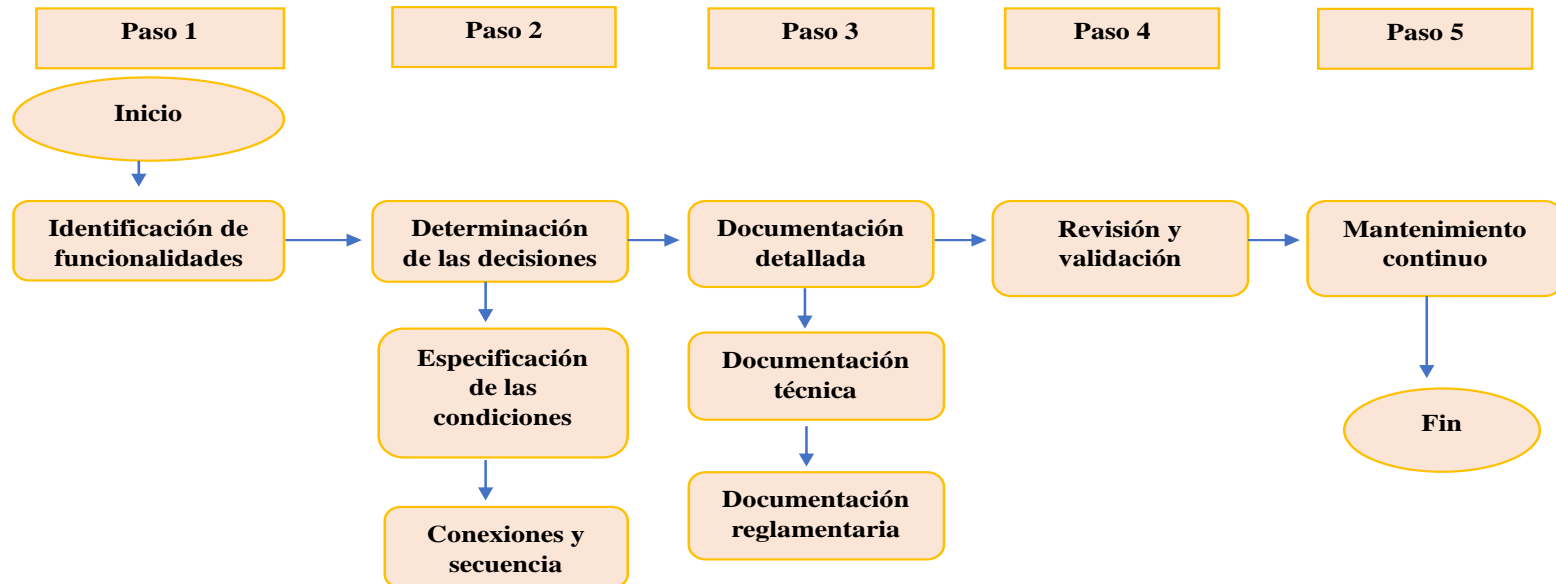 Paso 1
Paso 2
Paso 3
Paso 4
Paso 5
Inicio
Identificación de
funcionalidades
Determinación
de las decisiones
Documentación
detallada
Revisión y
validación
Mantenimiento
continuo
Especificación
de las
condiciones
Documentación
técnica
Fin
Conexiones y
secuencia
Documentación
reglamentaria